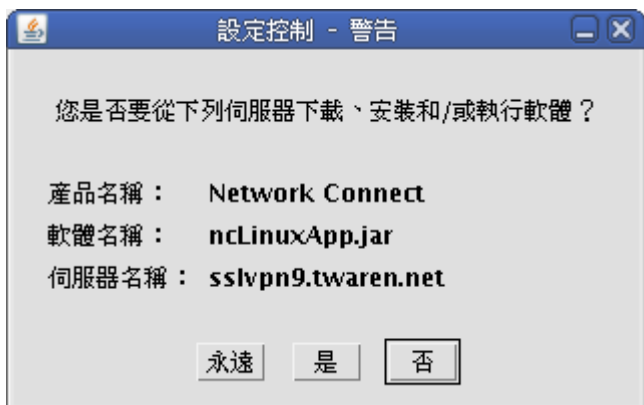 設定控制 - 警告
您是否要從下列伺服器下載、安裝和/或執行軟體？
產品名稱： Network Connect
軟體名稱： ncLinuxApp.jar
伺服器名稱： sslvpn9.twaren.net
永遠 是 否